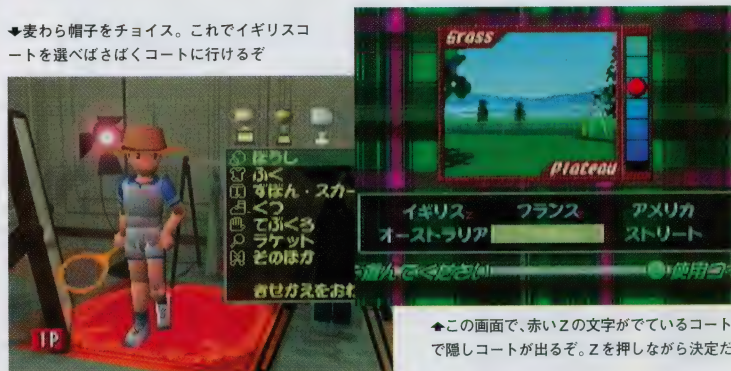 ↓麦わら帽子をチョイス。これでイギリスコ
ートを選べばさばくコートに行けるぞ
ぼうし
ふく
ずぼん・スカー
くつ
てぶくろ
ラケット
そのほか
きせかえをおわ
1P
Grass
Plateau
イギリスZ フランスZ アメリカ
オーストラリア ストリート
選んでください
使用コ
↑この画面で、赤いZの文字がでているコート
で隠しコートが出るぞ。Zを押しながら決定だ